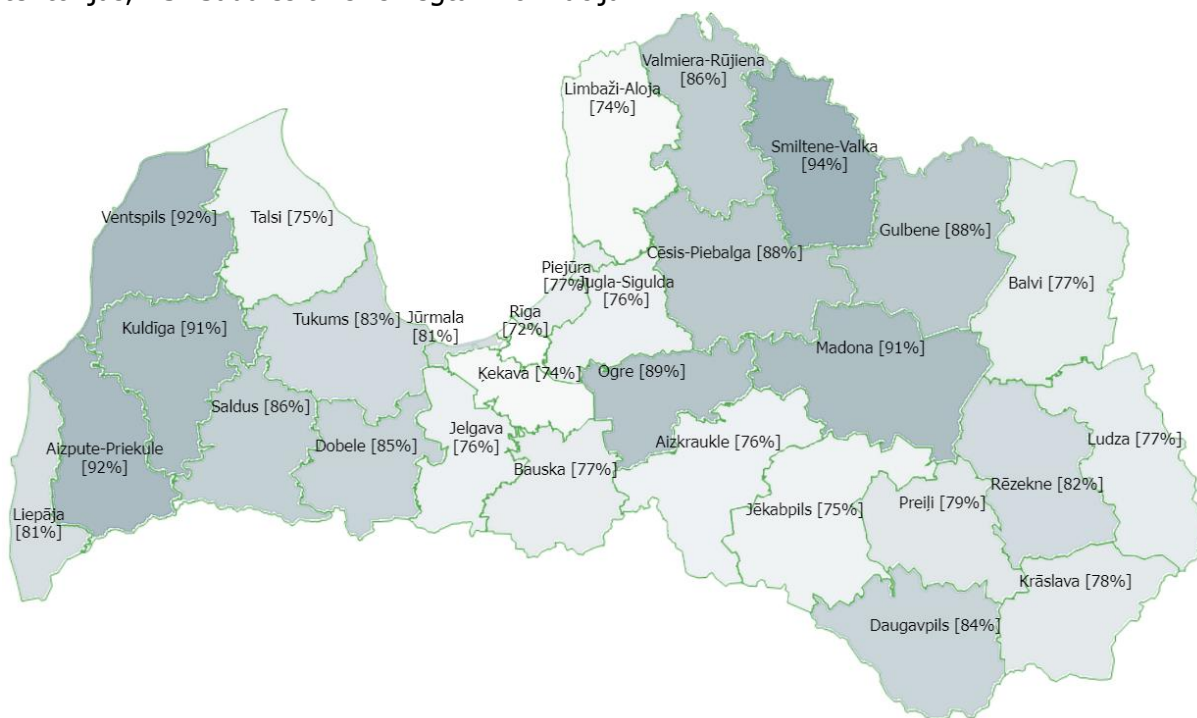 Valmiera-Rūjiena
[86%]
Limbaži-Aloja
[74%]
Smiltene-Valka
[94%]
Ventspils [92%]
Talsi [75%]
Gulbene [88%]
Cēsis-Piebalga [88%]
Piejūra
[77%]
Jugla-Sigulda
[76%]
Balvi [77%]
Kuldīga [91%]
Tukums [83%]
Jūrmala
[81%]
Rīga
[72%]
Madona [91%]
Ķekava [74%]
Ogre [89%]
Saldus [86%]
Jelgava
[76%]
Aizkraukle [76%]
Ludza [77%]
Aizpute-Priekule
[92%]
Dobele [85%]
Bauska [77%]
Rēzekne [82%]
Liepāja
[81%]
Jēkabpils [75%]
Preiļi [79%]
Krāslava [78%]
Daugavpils [84%]